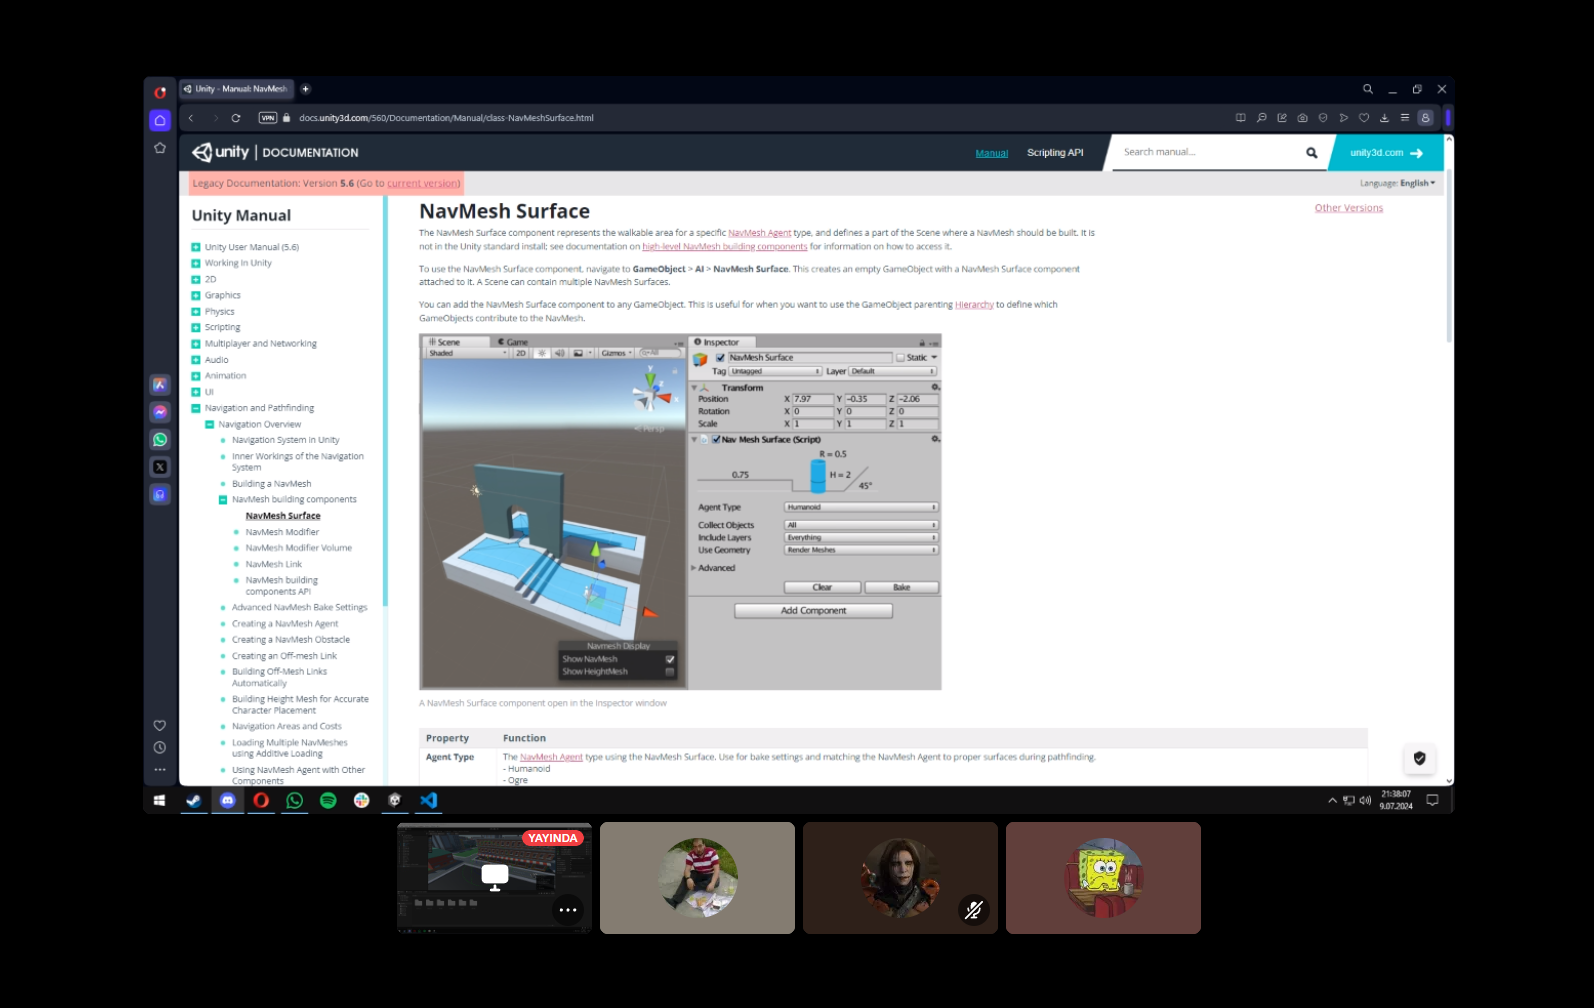 Unity - Manual: NavMesh
VPN
docs.unity3d.com/560/Documentation/Manual/class-NavMeshSurface.html
unity | DOCUMENTATION
Manual
Scripting API
Search manual...
unity3d.com
Legacy Documentation: Version 5.6 (Go to current version)
Language: English
Unity Manual
Unity User Manual (5.6)
Working In Unity
2D
Graphics
Physics
Scripting
Multiplayer and Networking
Audio
Animation
UI
Navigation and Pathfinding
Navigation Overview
Navigation System in Unity
Inner Workings of the Navigation
System
Building a NavMesh
NavMesh building components
NavMesh Surface
NavMesh Modifier
NavMesh Modifier Volume
NavMesh Link
NavMesh building
components API
Advanced NavMesh Bake Settings
Creating a NavMesh Agent
Creating a NavMesh Obstacle
Creating an Off-mesh Link
Building Off-Mesh Links
Automatically
Building Height Mesh for Accurate
Character Placement
Navigation Areas and Costs
Loading Multiple NavMeshes
using Additive Loading
Using NavMesh Agent with Other
Components
NavMesh Surface
Other Versions
The NavMesh Surface component represents the walkable area for a specific NavMesh Agent type, and defines a part of the Scene where a NavMesh should be built. It is
not in the Unity standard install; see documentation on high-level NavMesh building components for information on how to access it.
To use the NavMesh Surface component, navigate to GameObject > AI > NavMesh Surface. This creates an empty GameObject with a NavMesh Surface component
attached to it. A Scene can contain multiple NavMesh Surfaces.
You can add the NavMesh Surface component to any GameObject. This is useful for when you want to use the GameObject parenting Hierarchy to define which
GameObjects contribute to the NavMesh.
Scene
Game
Shaded
2D
Gizmos
All
y
x
Persp
Navmesh Display
Show NavMesh
Show HeightMesh
Inspector
NavMesh Surface
Static
Tag Untagged
Layer Default
Transform
Position X 7.97 Y -0.35 Z -2.06
Rotation X 0 Y 0 Z 0
Scale X 1 Y 1 Z 1
Nav Mesh Surface (Script)
R = 0.5
0.75
H = 2
45°
Agent Type Humanoid
Collect Objects All
Include Layers Everything
Use Geometry Render Meshes
Advanced
Clear
Bake
Add Component
A NavMesh Surface component open in the Inspector window
Property Function
Agent Type The NavMesh Agent type using the NavMesh Surface. Use for bake settings and matching the NavMesh Agent to proper surfaces during pathfinding.
- Humanoid
- Ogre
21:38:07
9.07.2024
YAYINDA